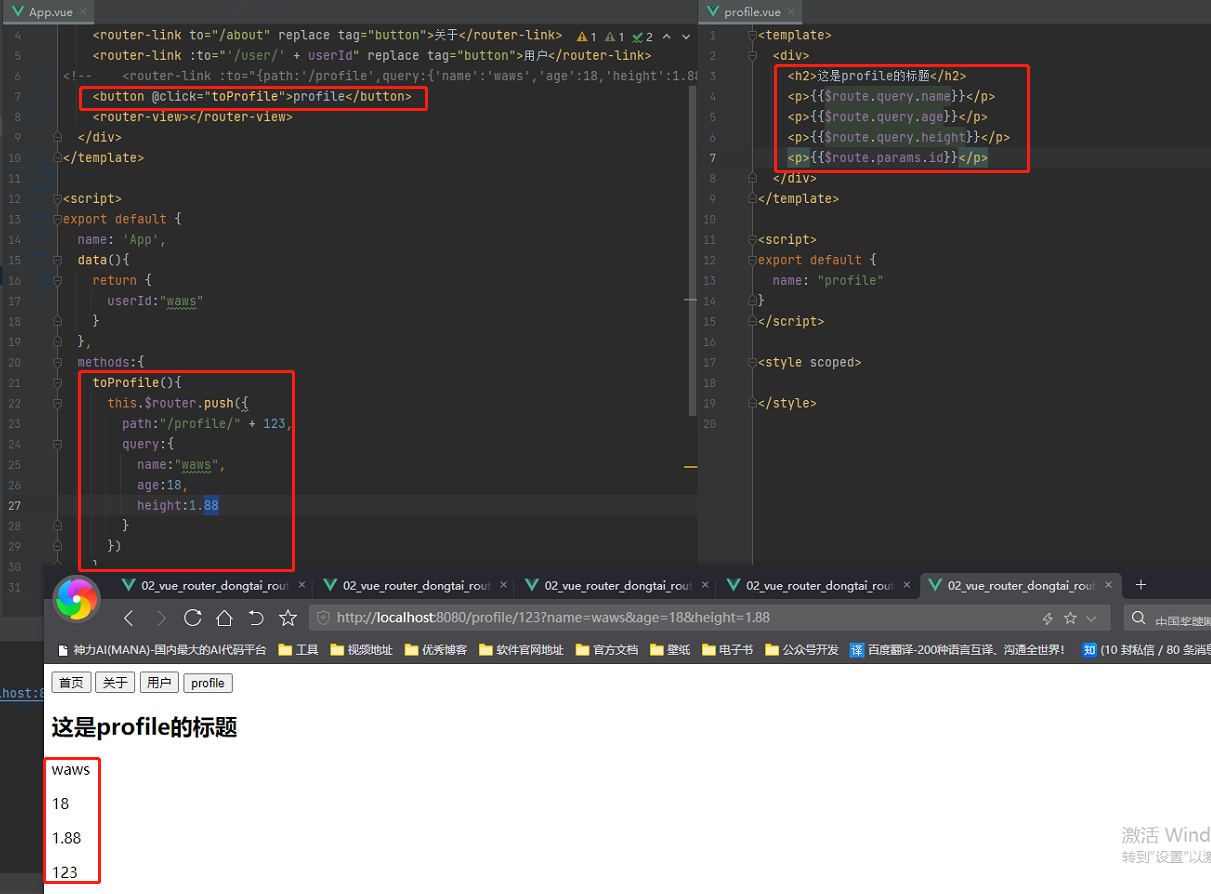 App.vue
4 <router-link to="/about" replace tag="button">关于</router-link> 1 1 2
5 <router-link :to="'/user/' + userId" replace tag="button">用户</router-link>
6 <!-- <router-link :to="{path:'/profile',query:{'name':'waws','age':18,'height':1.88
7 <button @click="toProfile">profile</button>
8 <router-view></router-view>
9 </div>
10 </template>
11
12 <script>
13 export default {
14 name: 'App',
15 data(){
16 return {
17 userId:"waws"
18 }
19 },
20 methods:{
21 toProfile(){
22 this.$router.push({
23 path:"/profile/" + 123,
24 query:{
25 name:"waws",
26 age:18,
27 height:1.88
28 }
29 })
30
31
profile.vue
1 <template>
2 <div>
3 <h2>这是profile的标题</h2>
4 <p>{{$route.query.name}}</p>
5 <p>{{$route.query.age}}</p>
6 <p>{{$route.query.height}}</p>
7 <p>{{$route.params.id}}</p>
8 </div>
9 </template>
10
11 <script>
12 export default {
13 name: "profile"
14 }
15 </script>
16
17 <style scoped>
18
19 </style>
20
02_vue_router_dongtai_rout 02_vue_router_dongtai_rout 02_vue_router_dongtai_rout 02_vue_router_dongtai_rout 02_vue_router_dongtai_rout
http://localhost:8080/profile/123?name=waws&age=18&height=1.88
神力AI(MANA)-国内最大的AI代码平台 工具 视频地址 优秀博客 软件官网地址 官方文档 壁纸 电子书 公众号开发 译 百度翻译-200种语言互译、沟通全世界! 知 (10 封私信 / 80 条消息
lhost:8
首页 关于 用户 profile
这是profile的标题
waws
18
1.88
123
激活 Wind
转到"设置"以激